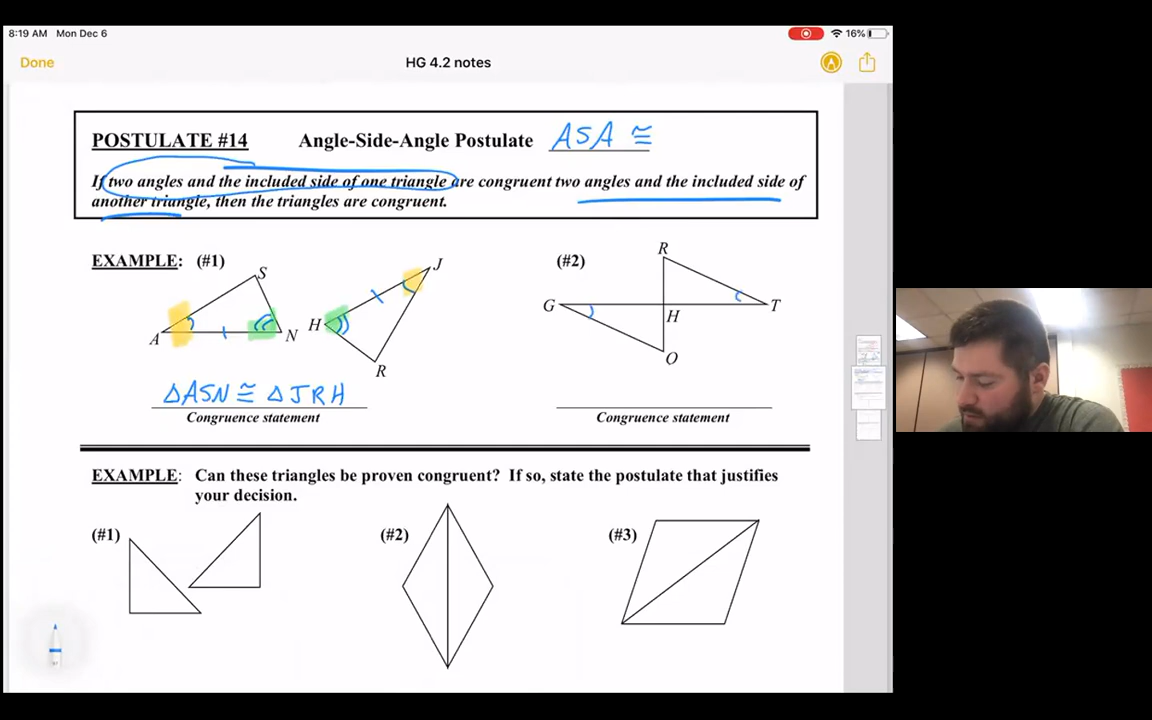 8:19 AM Mon Dec 6
16%
Done
HG 4.2 notes
POSTULATE #14 Angle-Side-Angle Postulate ASA ≅
If two angles and the included side of one triangle are congruent two angles and the included side of
another triangle, then the triangles are congruent.
EXAMPLE: (#1)
S
A
N
J
H
R
(#2)
R
G
T
H
O
△ASN ≅ △JRH
Congruence statement
Congruence statement
EXAMPLE: Can these triangles be proven congruent? If so, state the postulate that justifies
your decision.
(#1)
(#2)
(#3)